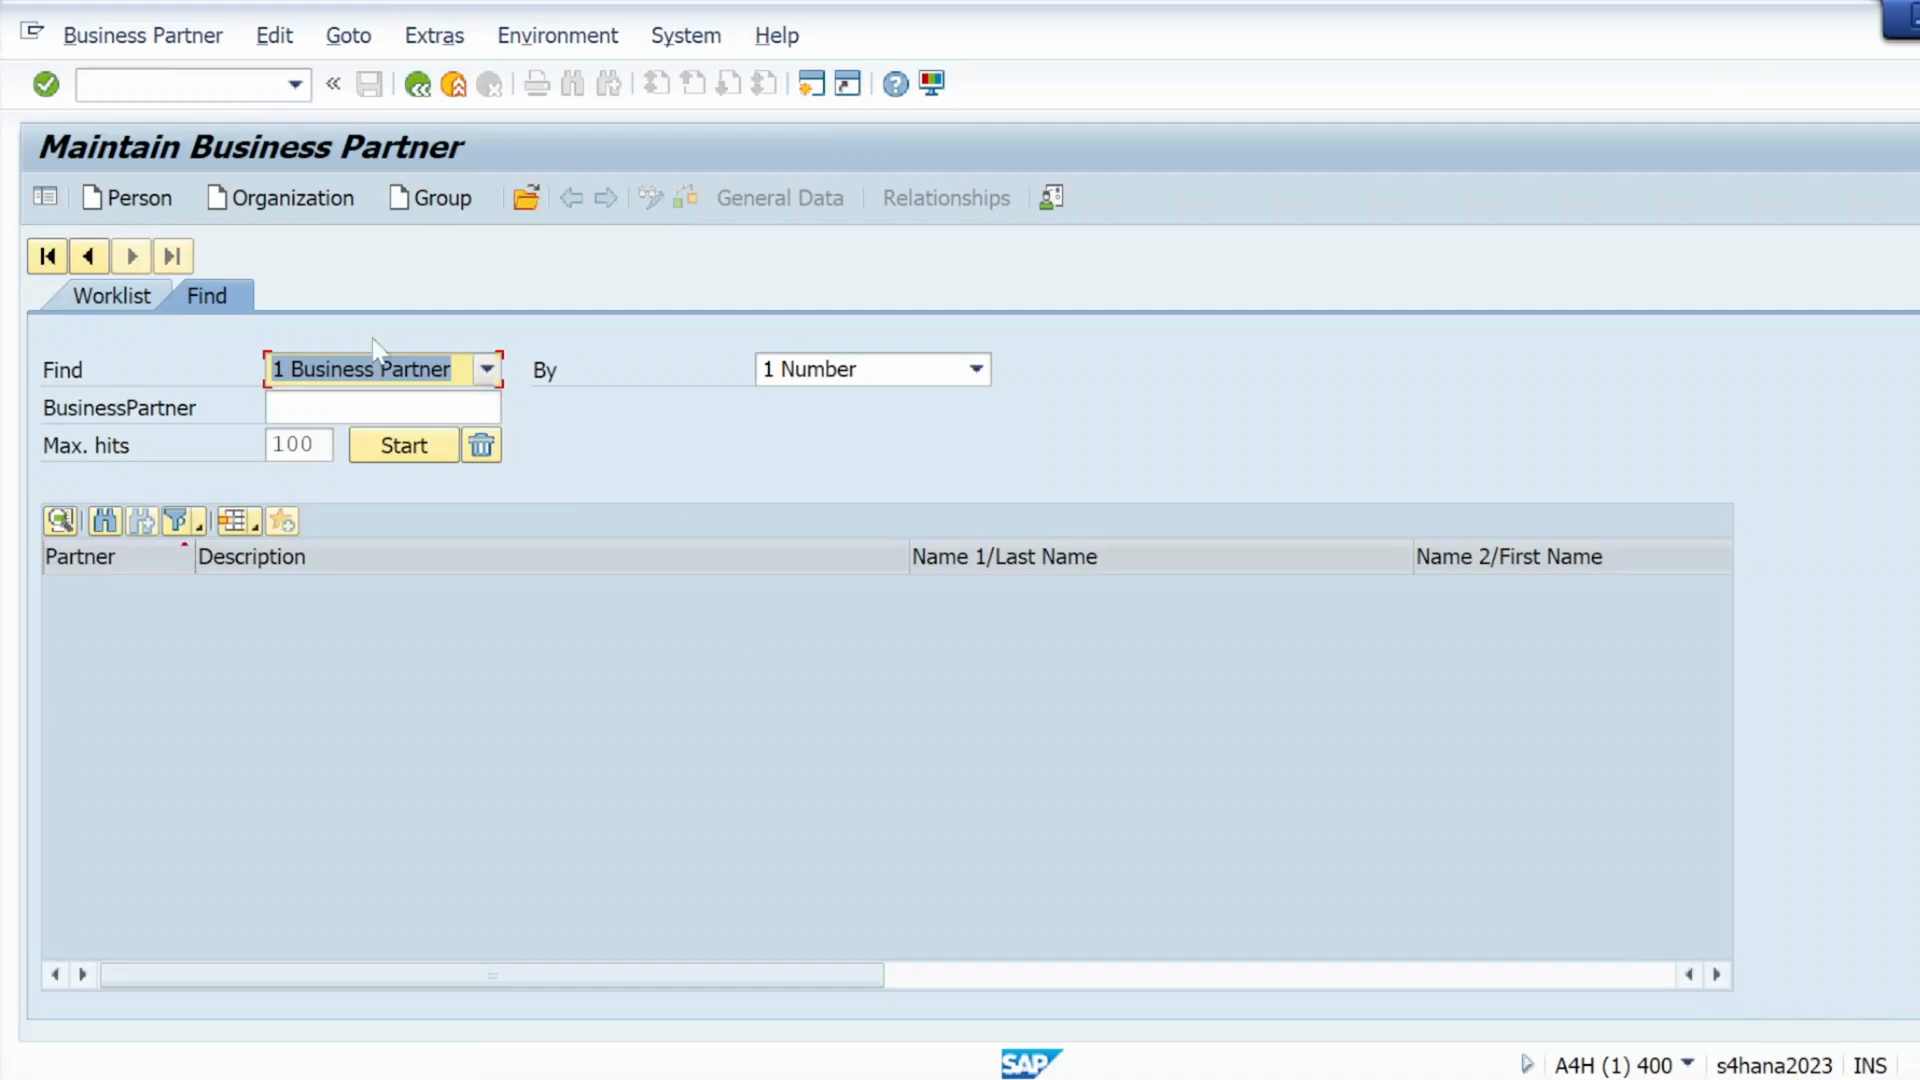 Business Partner Edit Goto Extras Environment System Help
Maintain Business Partner
Person Organization Group General Data Relationships
Worklist Find
Find 1 Business Partner By 1 Number
BusinessPartner
Max. hits 100 Start
Partner Description Name 1/Last Name Name 2/First Name
SAP A4H (1) 400 s4hana2023 INS